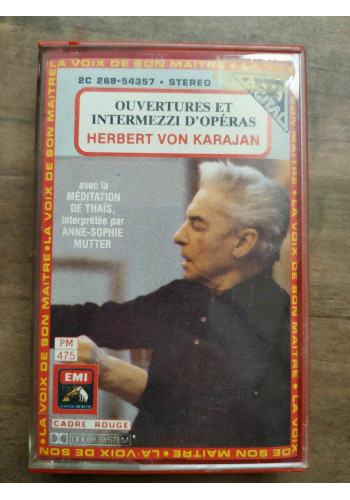 LA VOIX DE SON MAITRE • LA VOIX
2C 269-54357 • STEREO
DIGITAL
OUVERTURES ET
INTERMEZZI D'OPÉRAS
HERBERT VON KARAJAN
avec la
MÉDITATION
DE THAÏS,
interprétée par
ANNE-SOPHIE
MUTTER
PM
475
EMI
CADRE ROUGE
DOLBY SYSTEM
LA VOIX DE SON MAITRE • LA VOIX DE SON MAITRE
LA VOIX DE SON MAITRE
LA VOIX DE SON MAITRE • LA VOIX DE SON